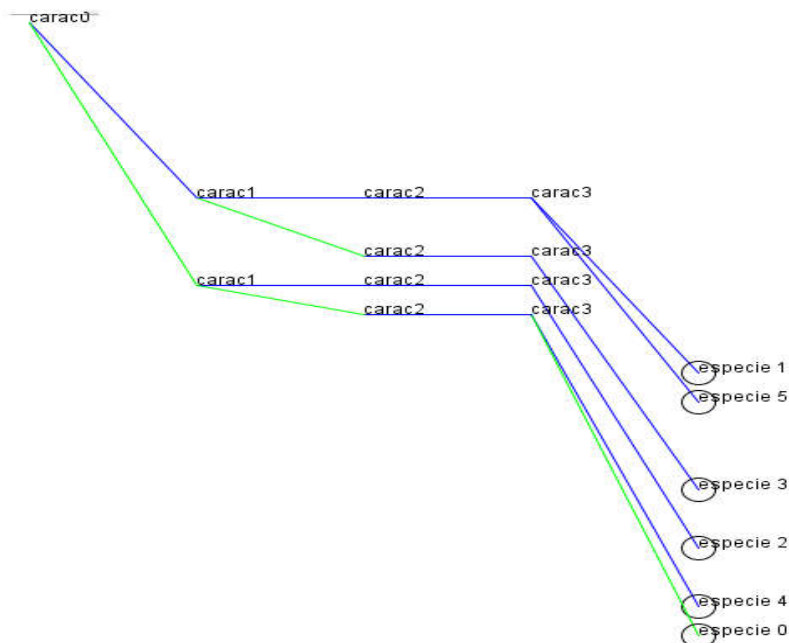 carac0
carac1 carac2 carac3
carac2 carac3
carac1 carac2 carac3
carac2 carac3
especie 1
especie 5
especie 3
especie 2
especie 4
especie 0